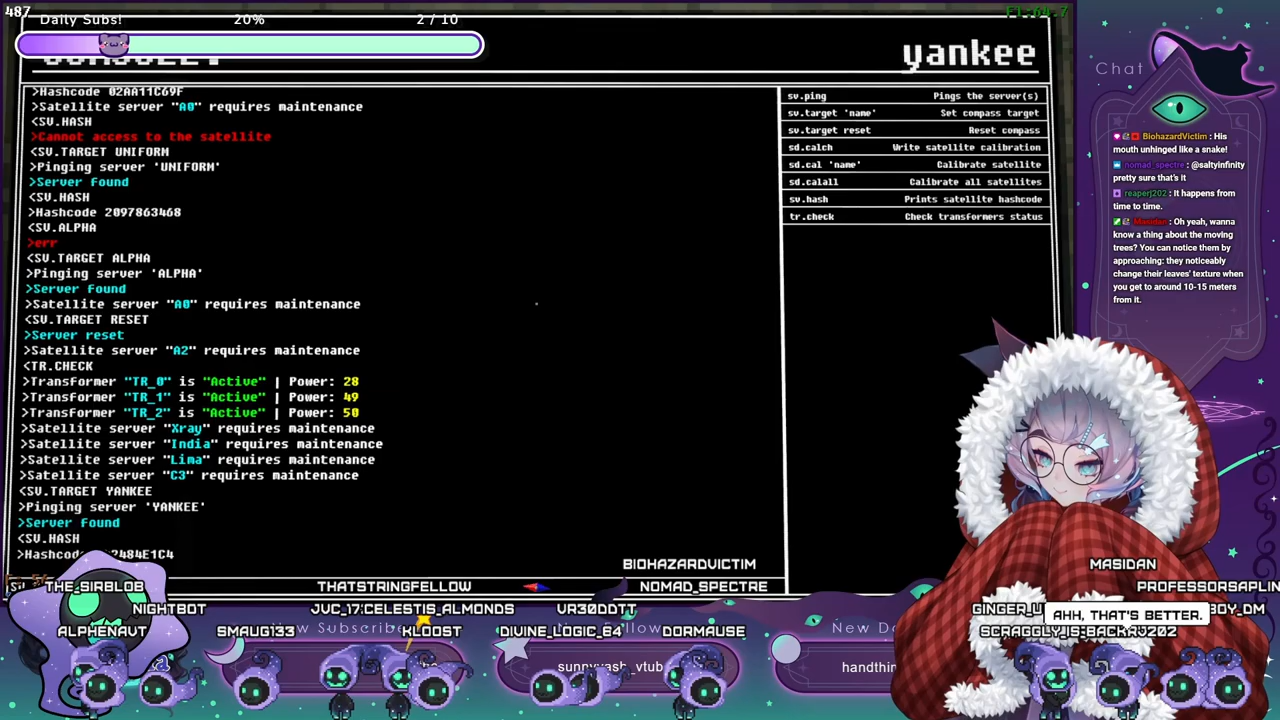 487
Daily Subs!
20%
2 / 10
yankee
Chat
>Hashcode 02AA11C69F
>Satellite server "A0" requires maintenance
<SV.HASH
>Cannot access to the satellite
<SV.TARGET UNIFORM
>Pinging server 'UNIFORM'
>Server found
<SV.HASH
>Hashcode 2097863468
<SV.ALPHA
>err
<SV.TARGET ALPHA
>Pinging server 'ALPHA'
>Server found
>Satellite server "A0" requires maintenance
<SV.TARGET RESET
>Server reset
>Satellite server "A2" requires maintenance
<TR.CHECK
>Transformer "TR_0" is "Active" | Power: 28
>Transformer "TR_1" is "Active" | Power: 49
>Transformer "TR_2" is "Active" | Power: 50
>Satellite server "Xray" requires maintenance
>Satellite server "India" requires maintenance
>Satellite server "Lima" requires maintenance
>Satellite server "C3" requires maintenance
<SV.TARGET YANKEE
>Pinging server 'YANKEE'
>Server found
<SV.HASH
>Hashcode 2484E1C4
sv.ping Pings the server(s)
sv.target 'name' Set compass target
sv.target reset Reset compass
sd.calch Write satellite calibration
sd.cal 'name' Calibrate satellite
sd.calall Calibrate all satellites
sv.hash Prints satellite hashcode
tr.check Check transformers status
BiohazardVictim : His
mouth unhinged like a snake!
nomad_spectre : @saltyinfinity
pretty sure that's it
reaperj202 : It happens from
time to time.
Masidan : Oh yeah, wanna
know a thing about the moving
trees? You can notice them by
approaching: they noticeably
change their leaves' texture when
you get to around 10-15 meters
from it.
BIOHAZARDVICTIM
MASIDAN
THE_SIRBLOB
THATSTRINGFELLOW
NOMAD_SPECTRE
PROFESSORSAPLIN
NIGHTBOT
JVC_17:CELESTIS_ALMONDS
VR30DDTT
AHH, THAT'S BETTER.
ALPHENAVT
SMAUG133
KLOOST
DIVINE_LOGIC_64
DORMAUSE
sunnyvash_vtub
handthin